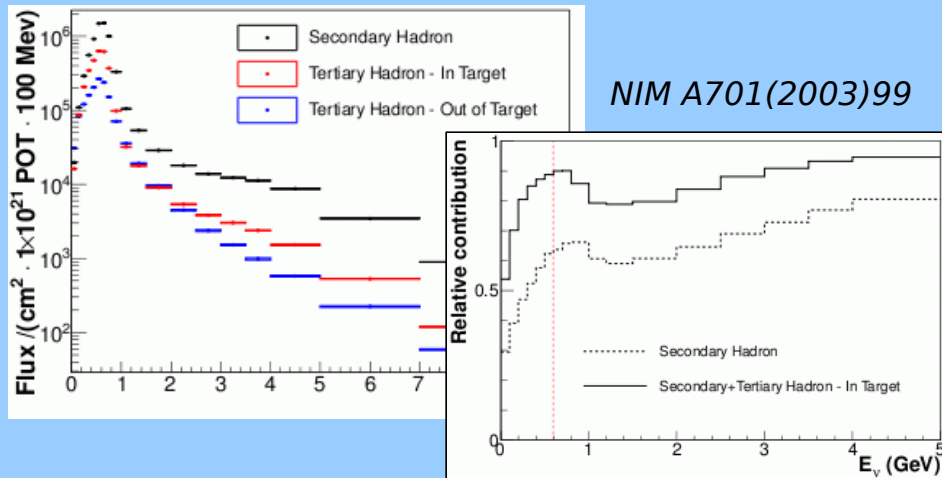 Flux /(cm² · 1×10²¹ POT · 100 Mev)
10⁶
10⁵
10⁴
10³
10²
0 1 2 3 4 5 6 7
Secondary Hadron
Tertiary Hadron - In Target
Tertiary Hadron - Out of Target
NIM A701(2003)99
Relative contribution
1
0.5
0
Secondary Hadron
Secondary+Tertiary Hadron - In Target
0 1 2 3 4 5
Eᵥ (GeV)